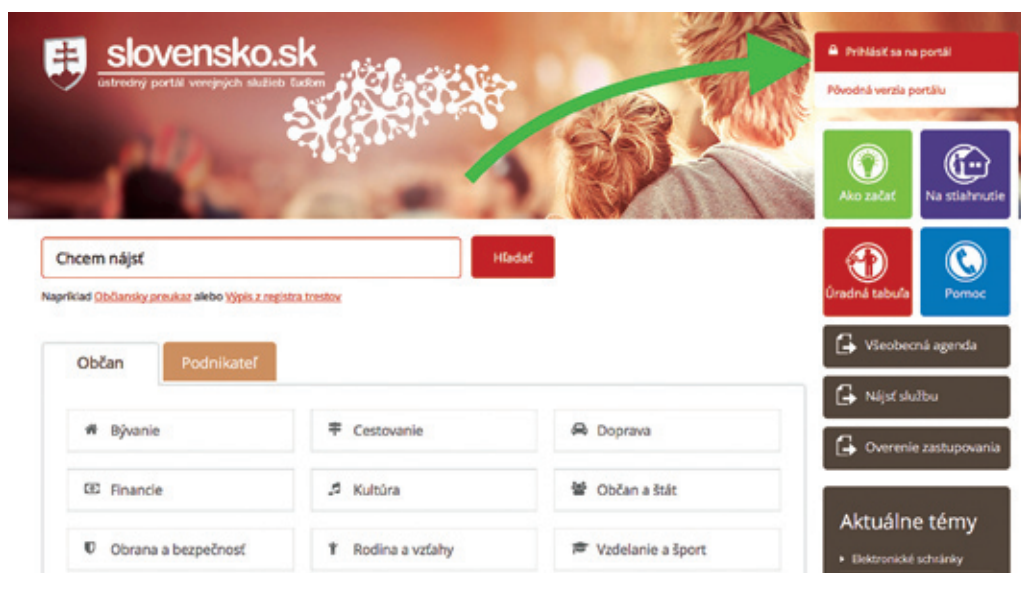 slovensko.sk
ústredný portál verejných služieb ľuďom
Prihlásiť sa na portál
Pôvodná verzia portálu
Ako začať
Na stiahnutie
Chcem nájsť
Hľadať
Napríklad Občiansky preukaz alebo Výpis z registra trestov
Úradná tabuľa
Pomoc
Všeobecná agenda
Nájsť službu
Overenie zastupovania
Občan
Podnikateľ
Bývanie
Cestovanie
Doprava
Financie
Kultúra
Občan a štát
Obrana a bezpečnosť
Rodina a vzťahy
Vzdelanie a šport
Aktuálne témy
Elektronické schránky